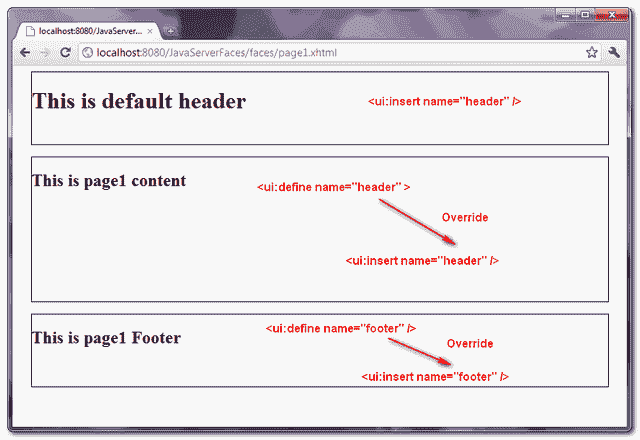 localhost:8080/JavaServer...
localhost:8080/JavaServerFaces/faces/page1.xhtml
This is default header
<ui:insert name="header" />
This is page1 content
<ui:define name="header" >
Override
<ui:insert name="header" />
This is page1 Footer
<ui:define name="footer" />
Override
<ui:insert name="footer" />